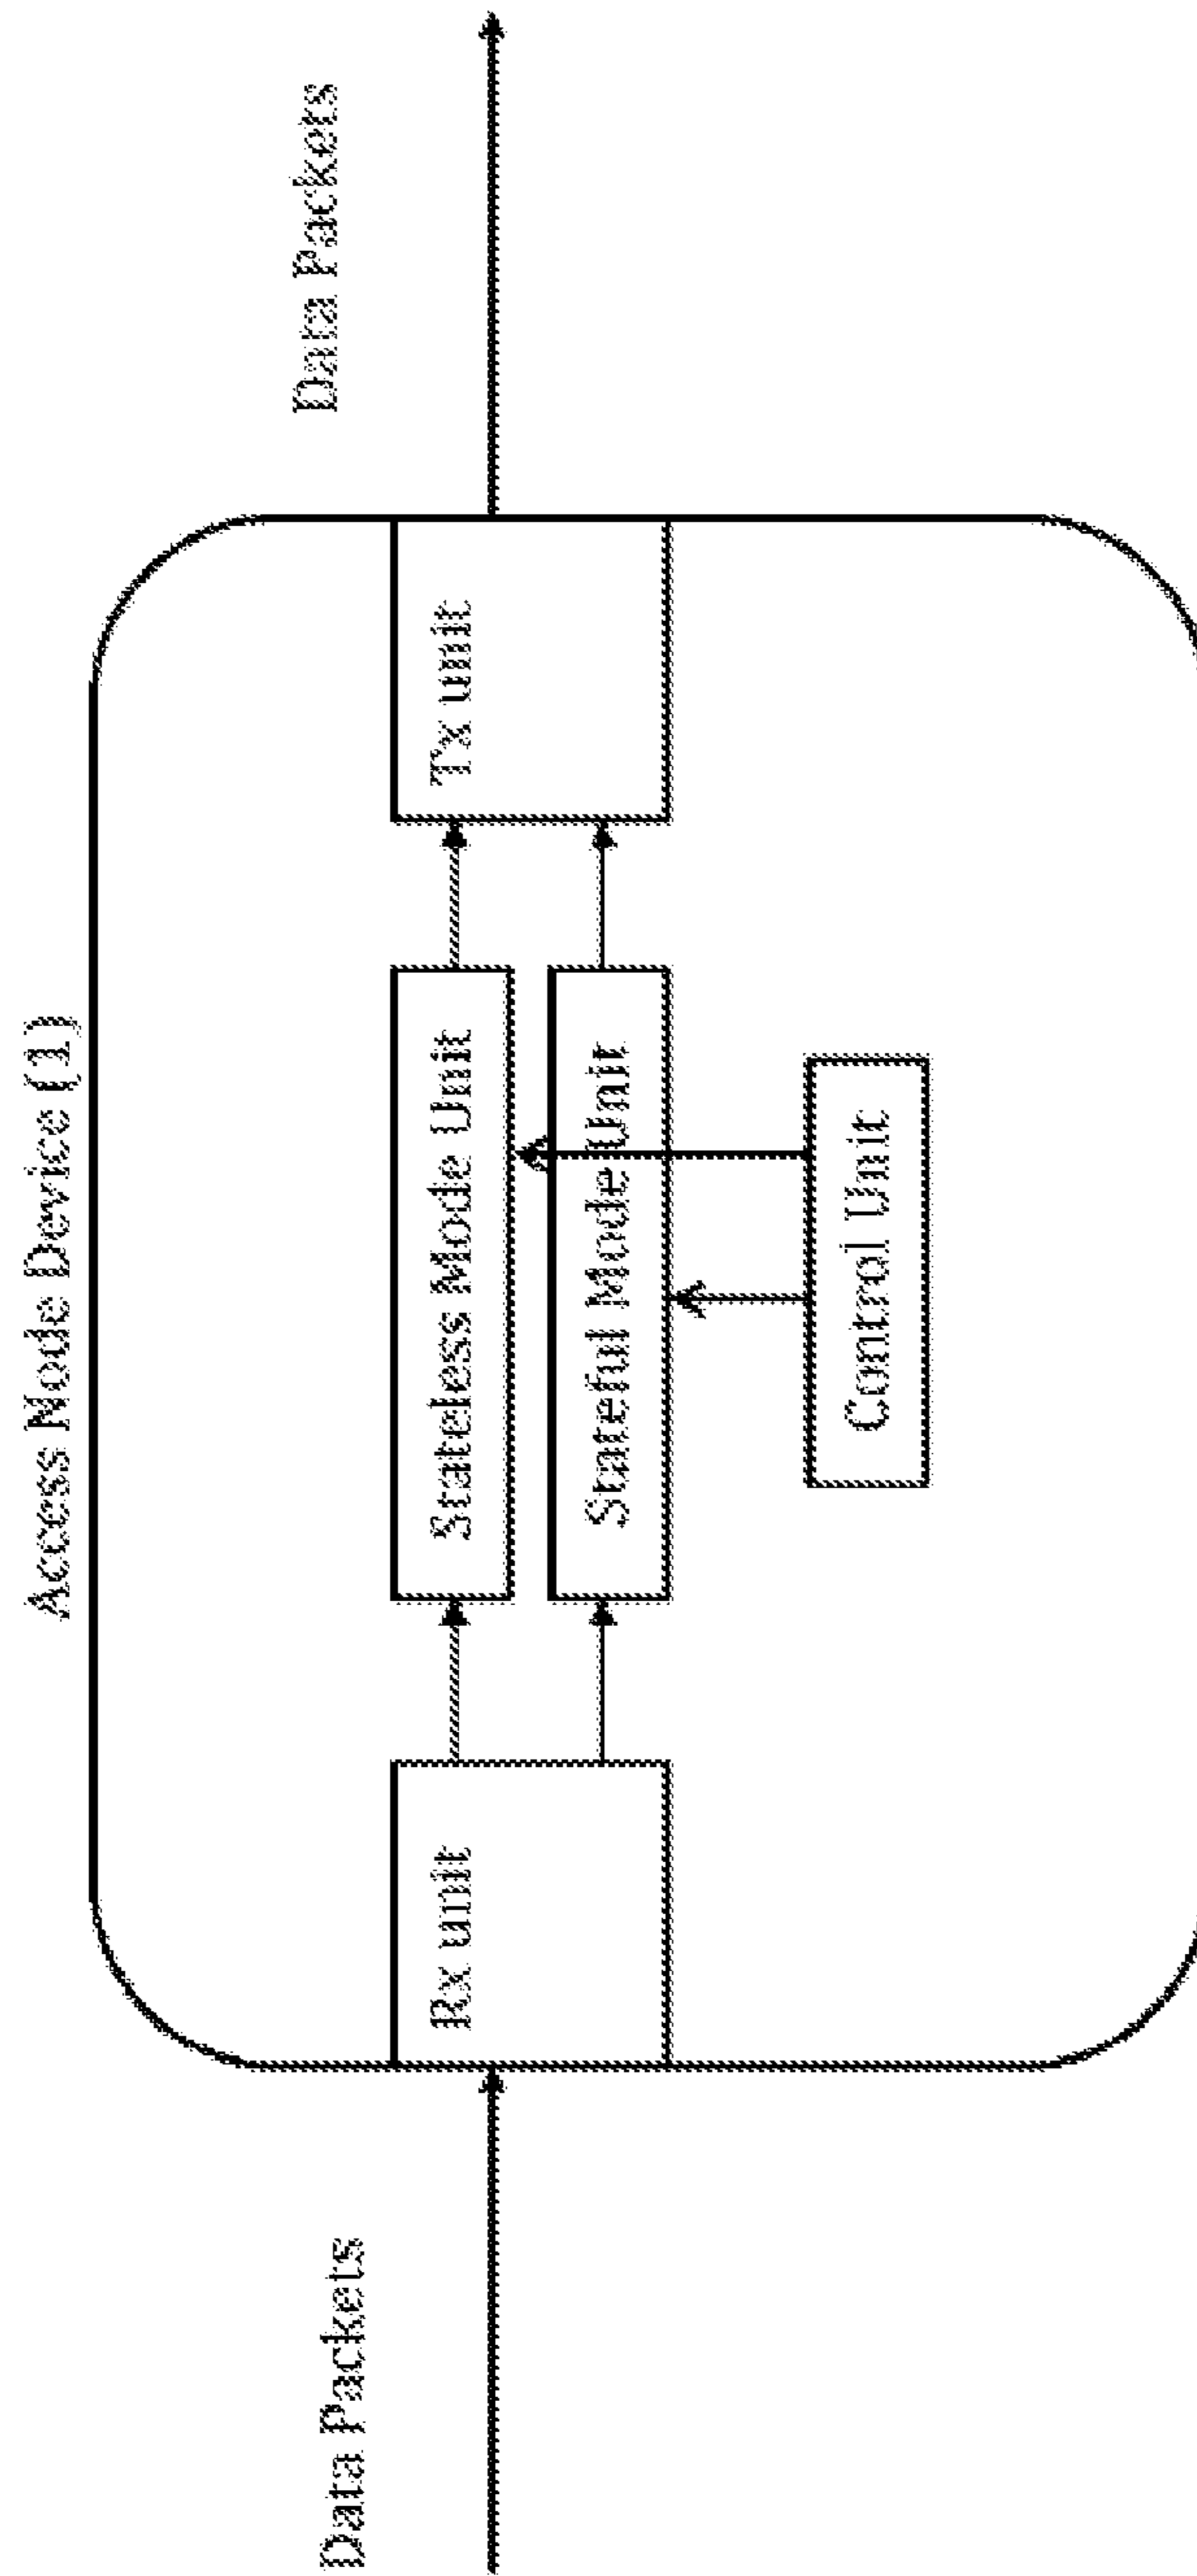 Access Node Device (1)
Data Packets
Rx unit
Stateless Mode Unit
Stateful Mode Unit
Control Unit
Tx unit
Data Packets